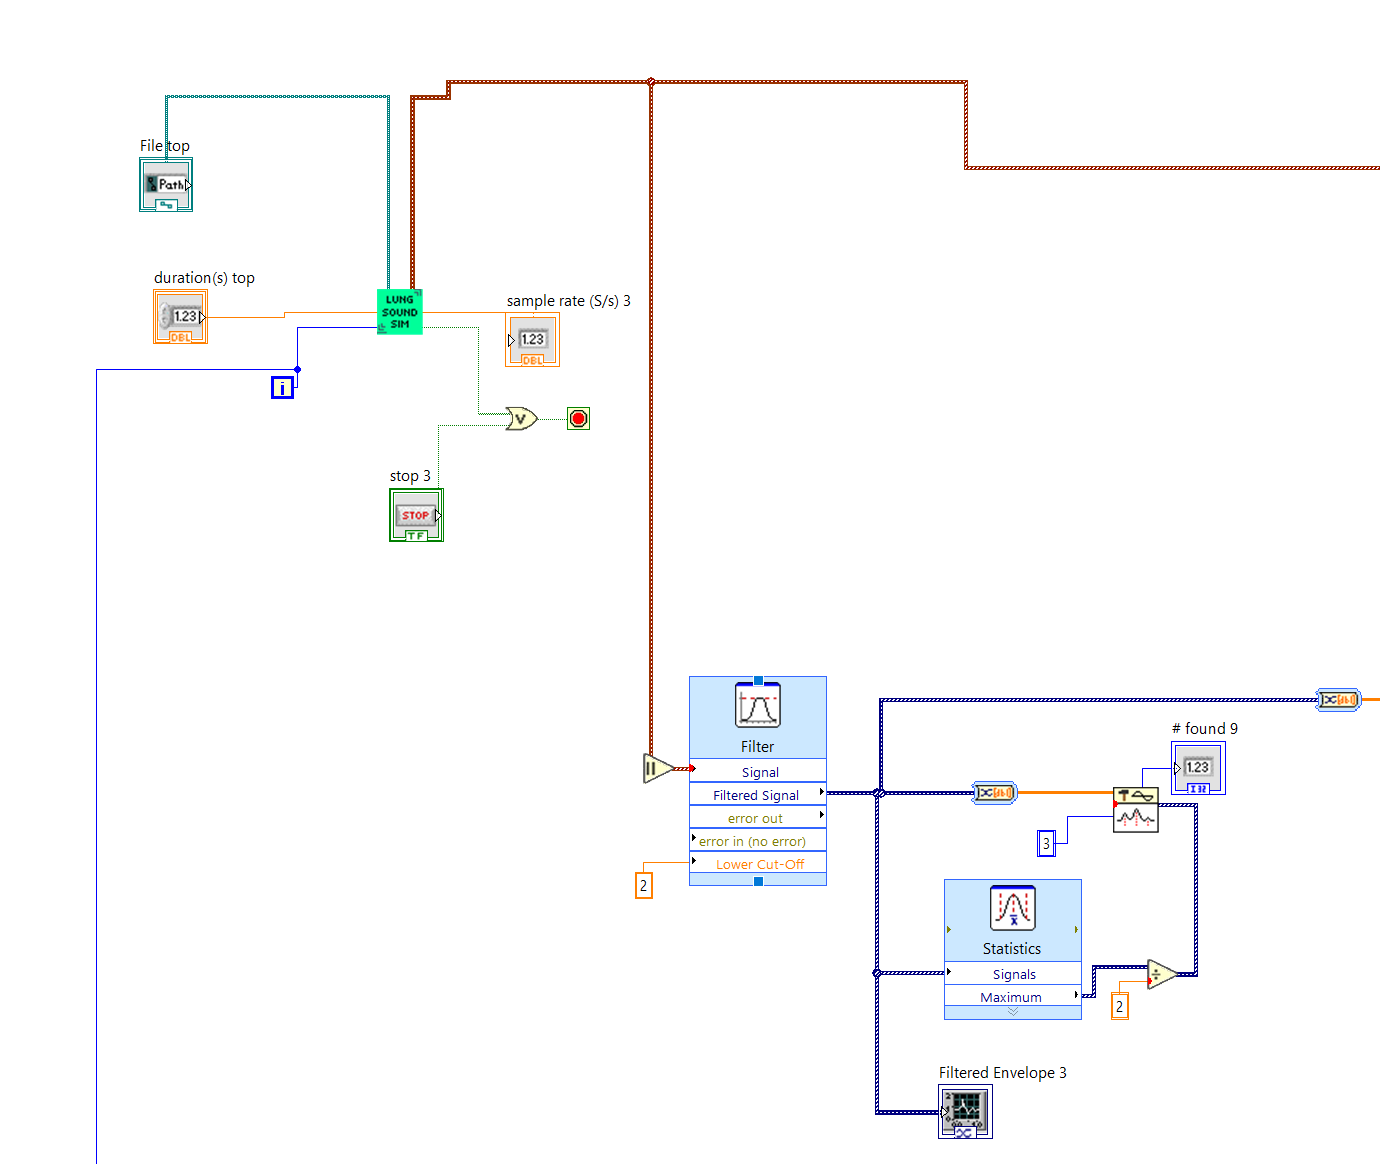 File top
Path
duration(s) top
1.23
DBL
LUNG
SOUND
SIM
sample rate (S/s) 3
1.23
DBL
i
V
stop 3
STOP
TF
Filter
Signal
Filtered Signal
error out
error in (no error)
Lower Cut-Off
2
# found 9
1.23
I32
3
Statistics
Signals
Maximum
2
Filtered Envelope 3